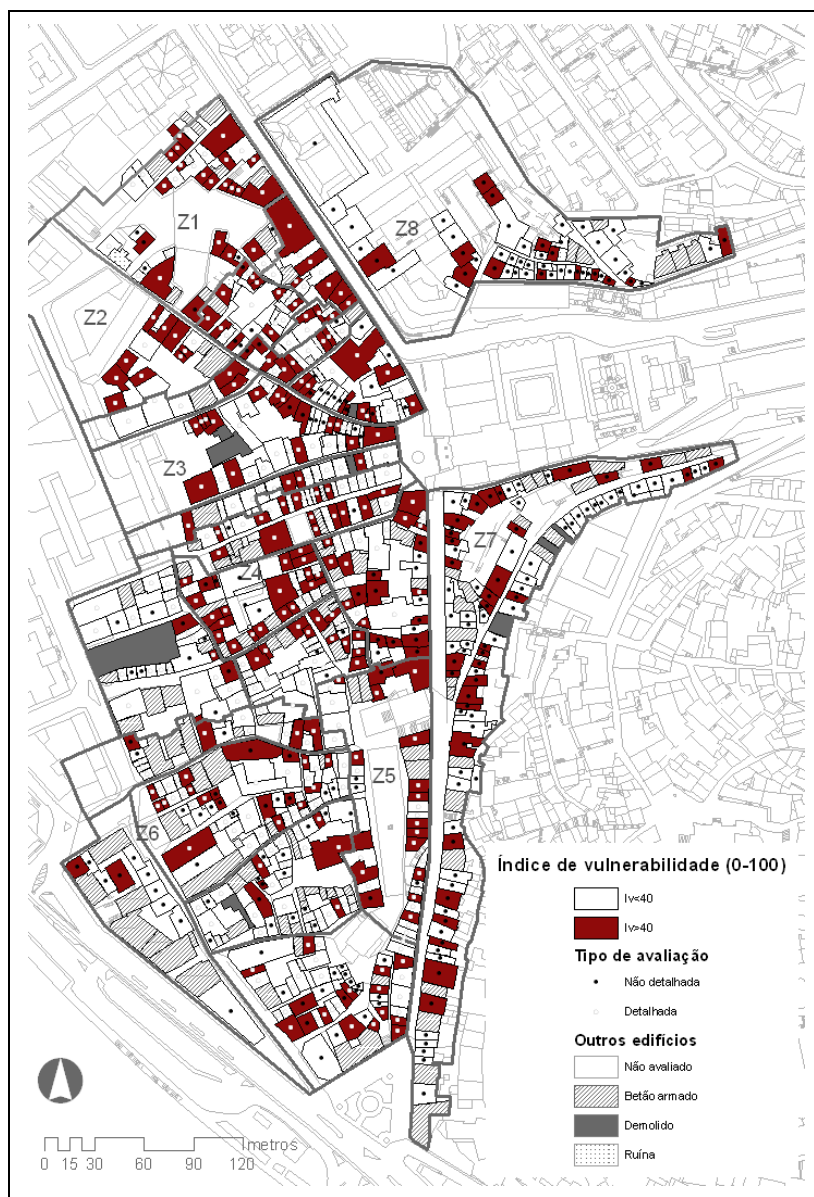 Z1
Z8
Z2
Z3
Z7
Z4
Z5
Z6
Índice de vulnerabilidade (0-100)
Iv<40
Iv>40
Tipo de avaliação
Não detalhada
Detalhada
Outros edifícios
Não avaliado
Betão armado
Demolido
Ruína
metros
0 15 30 60 90 120